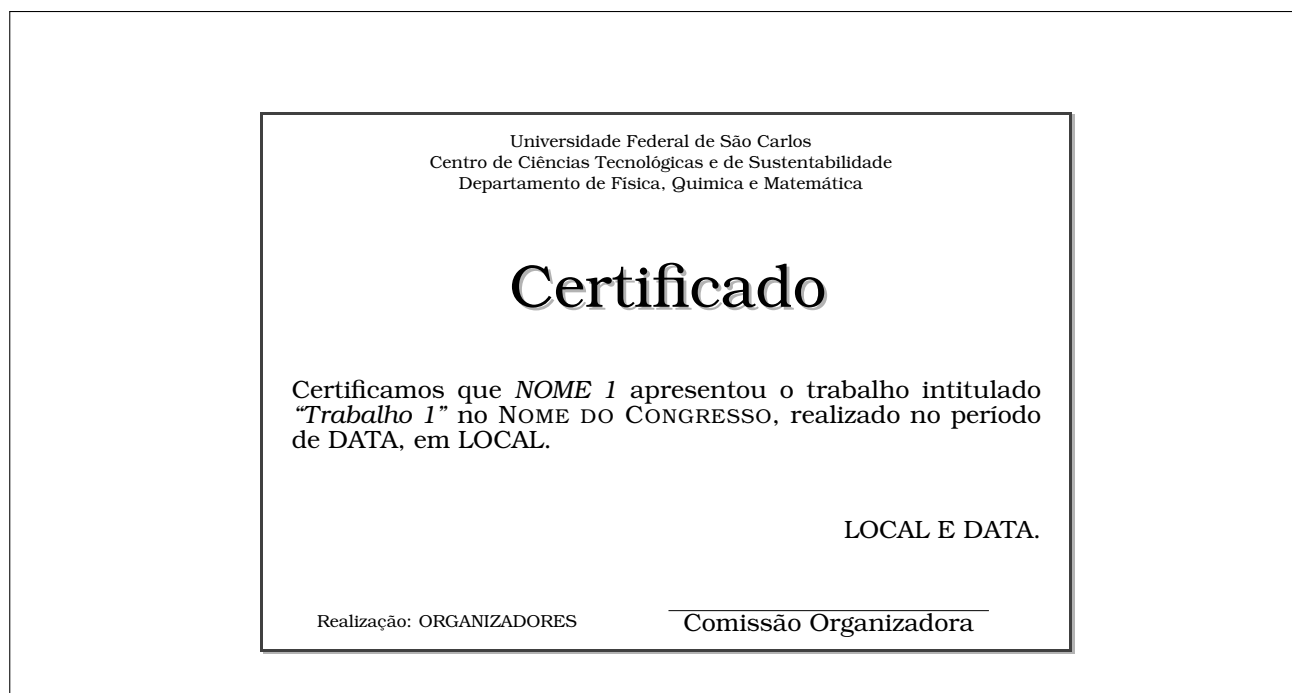 Universidade Federal de São Carlos
Centro de Ciências Tecnológicas e de Sustentabilidade
Departamento de Física, Quimica e Matemática
Certificado
Certificamos que NOME 1 apresentou o trabalho intitulado
“Trabalho 1” no NOME DO CONGRESSO, realizado no período
de DATA, em LOCAL.
LOCAL E DATA.
Realização: ORGANIZADORES
Comissão Organizadora